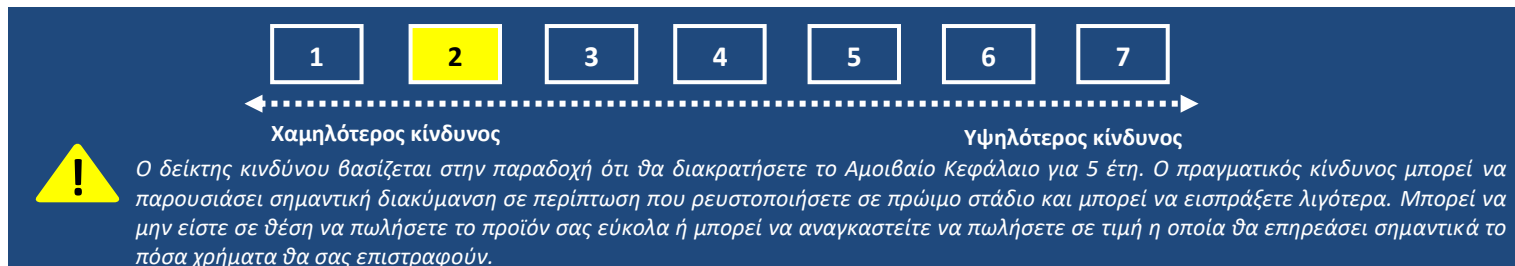 1 2 3 4 5 6 7
Χαμηλότερος κίνδυνος Υψηλότερος κίνδυνος
!
Ο δείκτης κινδύνου βασίζεται στην παραδοχή ότι θα διακρατήσετε το Αμοιβαίο Κεφάλαιο για 5 έτη. Ο πραγματικός κίνδυνος μπορεί να
παρουσιάσει σημαντική διακύμανση σε περίπτωση που ρευστοποιήσετε σε πρώιμο στάδιο και μπορεί να εισπράξετε λιγότερα. Μπορεί να
μην είστε σε θέση να πωλήσετε το προϊόν σας εύκολα ή μπορεί να αναγκαστείτε να πωλήσετε σε τιμή η οποία θα επηρεάσει σημαντικά το
πόσα χρήματα θα σας επιστραφούν.